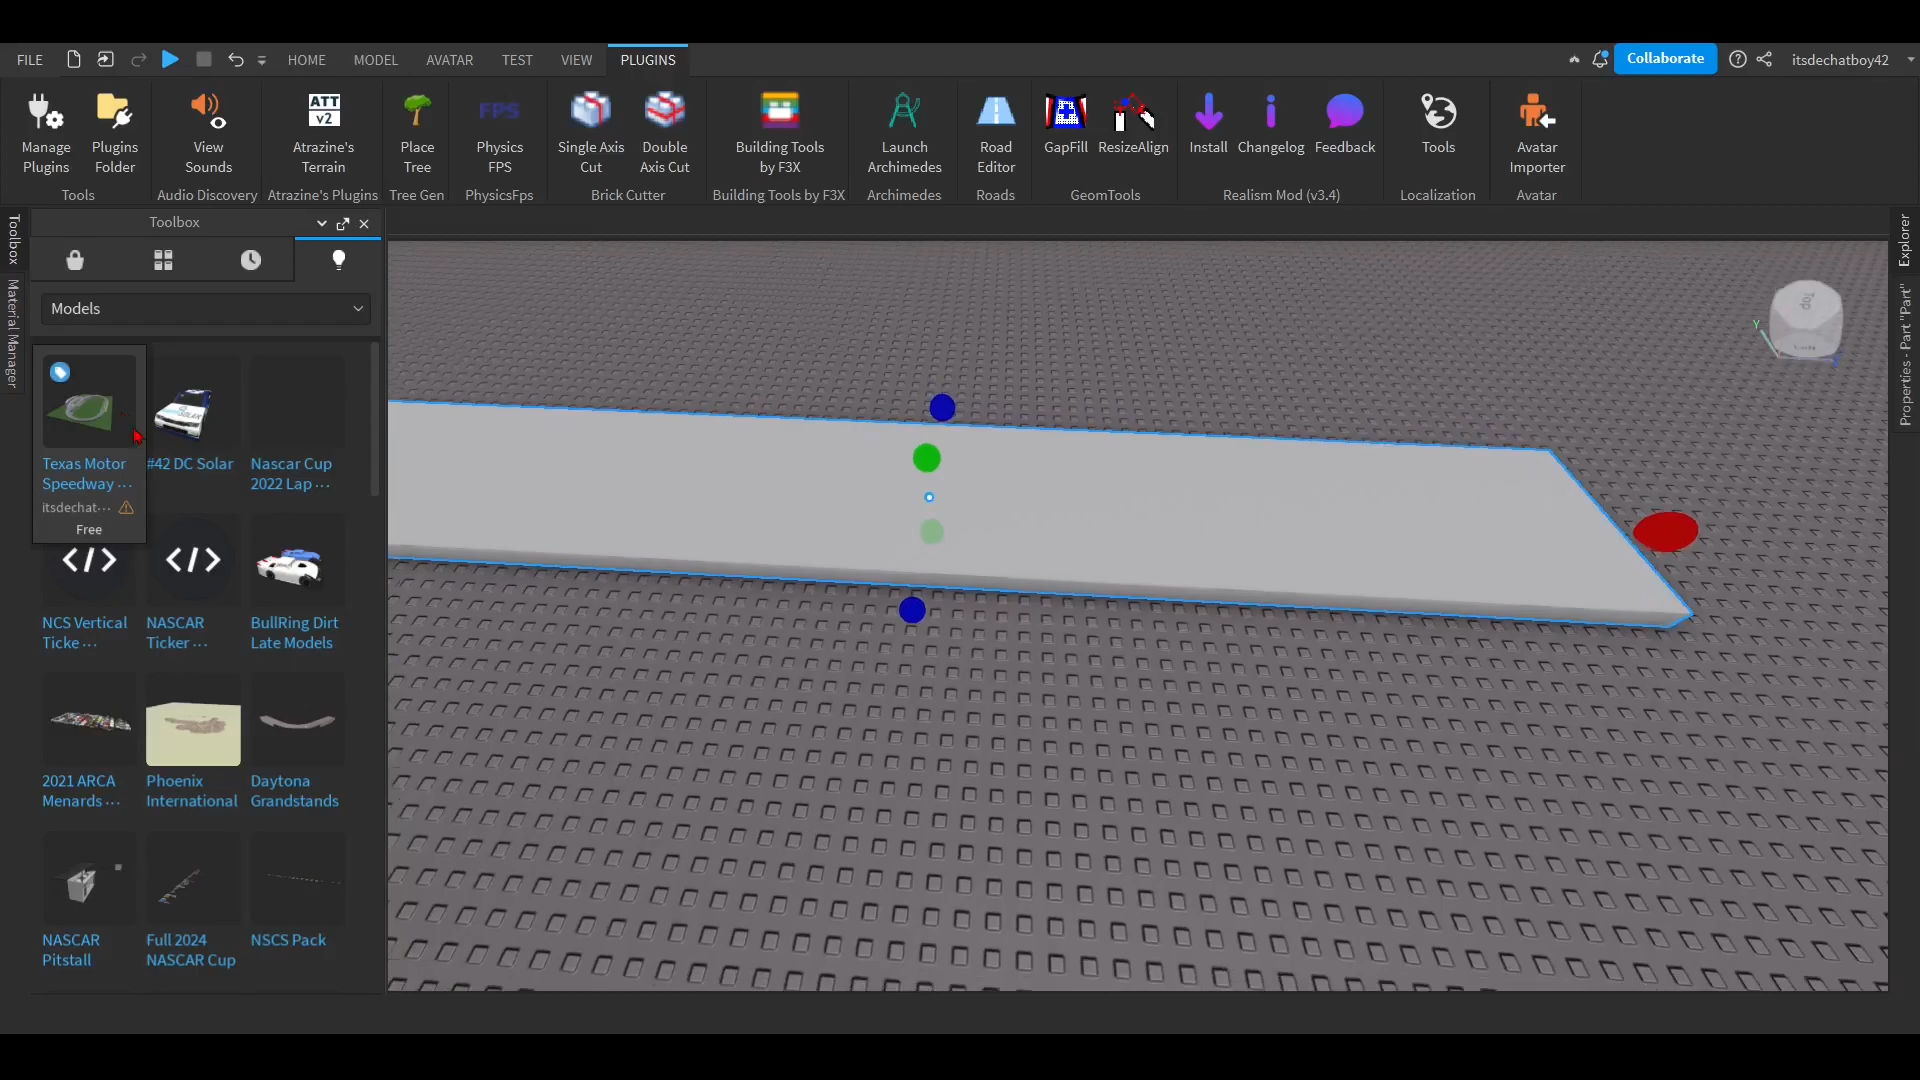 FILE
HOME
MODEL
AVATAR
TEST
VIEW
PLUGINS
Collaborate
itsdechatboy42
Manage
Plugins
Plugins
Folder
Tools
View
Sounds
Audio Discovery
ATT
v2
Atrazine's
Terrain
Atrazine's Plugins
Place
Tree
Tree Gen
FPS
Physics
FPS
PhysicsFps
Single Axis
Cut
Double
Axis Cut
Brick Cutter
Building Tools
by F3X
Building Tools by F3X
Launch
Archimedes
Archimedes
Road
Editor
Roads
GapFill
ResizeAlign
GeomTools
Install
Changelog
Feedback
Realism Mod (v3.4)
Tools
Localization
Avatar
Importer
Avatar
Toolbox
Material Manager
Toolbox
Models
Texas Motor
Speedway ...
itsdechat...
Free
#42 DC Solar
Nascar Cup
2022 Lap ...
NCS Vertical
Ticke ...
NASCAR
Ticker ...
BullRing Dirt
Late Models
2021 ARCA
Menards ...
Phoenix
International
Daytona
Grandstands
NASCAR
Pitstall
Full 2024
NASCAR Cup
NSCS Pack
Top
Y
Explorer
Properties - Part "Part"